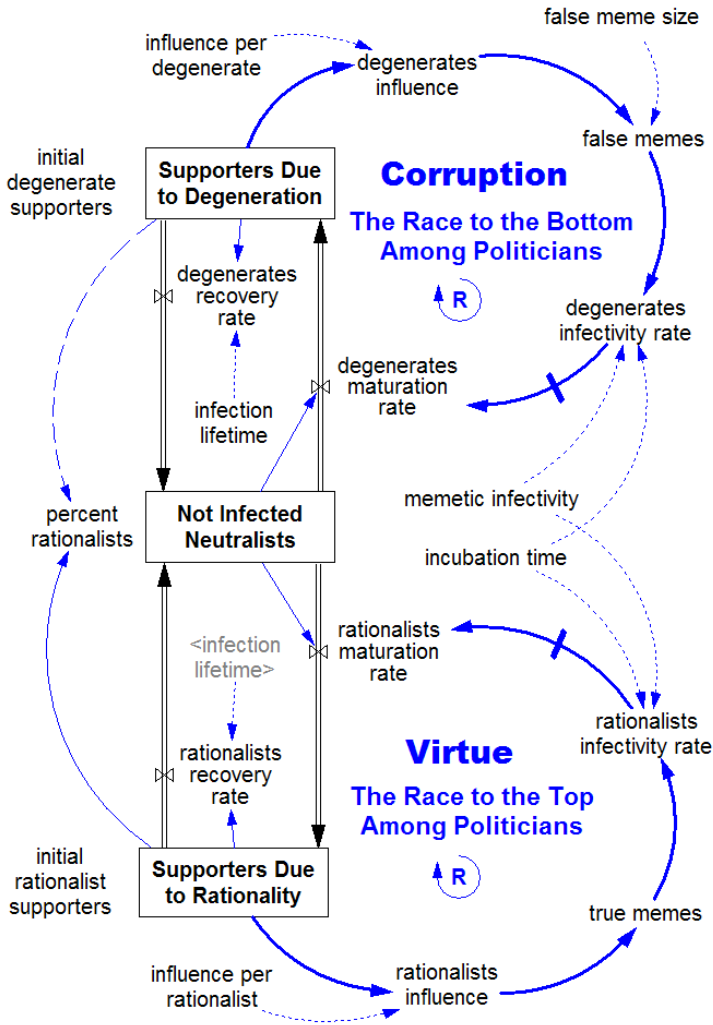 false meme size
influence per
degenerate
degenerates
influence
false memes
initial
degenerate
supporters
Supporters Due
to Degeneration
Corruption
The Race to the Bottom
Among Politicians
R
degenerates
recovery
rate
degenerates
infectivity rate
degenerates
maturation
rate
infection
lifetime
memetic infectivity
percent
rationalists
Not Infected
Neutralists
incubation time
rationalists
maturation
rate
<infection
lifetime>
rationalists
infectivity rate
rationalists
recovery
rate
Virtue
The Race to the Top
Among Politicians
R
initial
rationalist
supporters
Supporters Due
to Rationality
true memes
influence per
rationalist
rationalists
influence